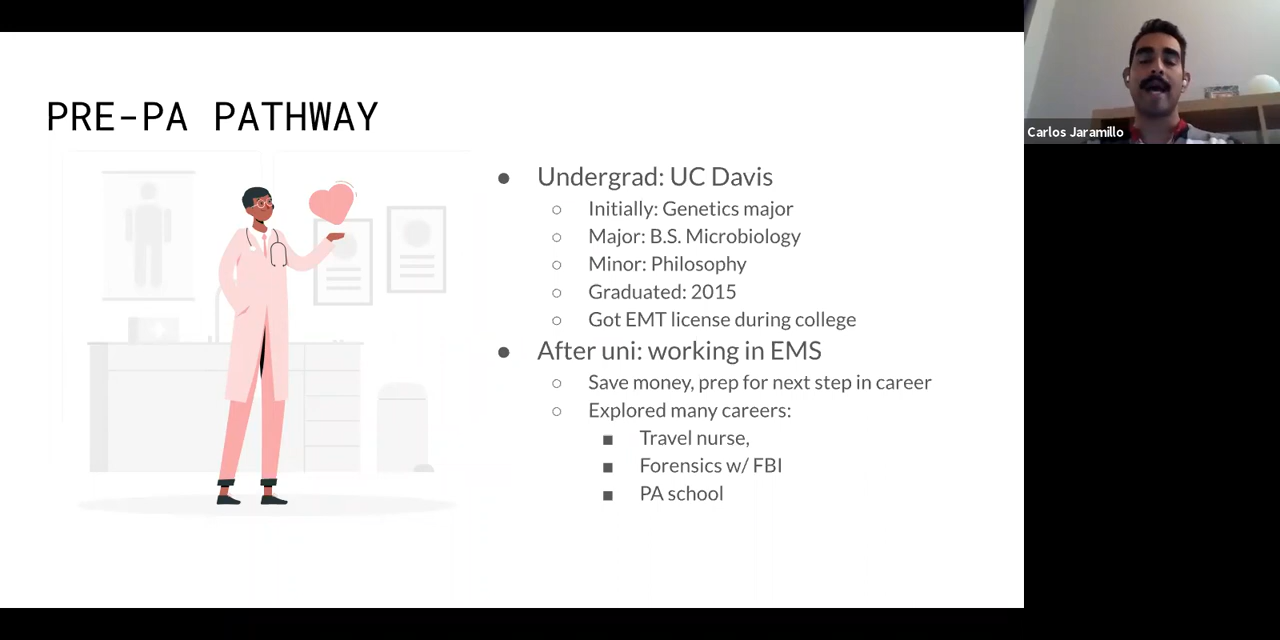 PRE-PA PATHWAY
● Undergrad: UC Davis
○ Initially: Genetics major
○ Major: B.S. Microbiology
○ Minor: Philosophy
○ Graduated: 2015
○ Got EMT license during college
● After uni: working in EMS
○ Save money, prep for next step in career
○ Explored many careers:
■ Travel nurse,
■ Forensics w/ FBI
■ PA school
Carlos Jaramillo